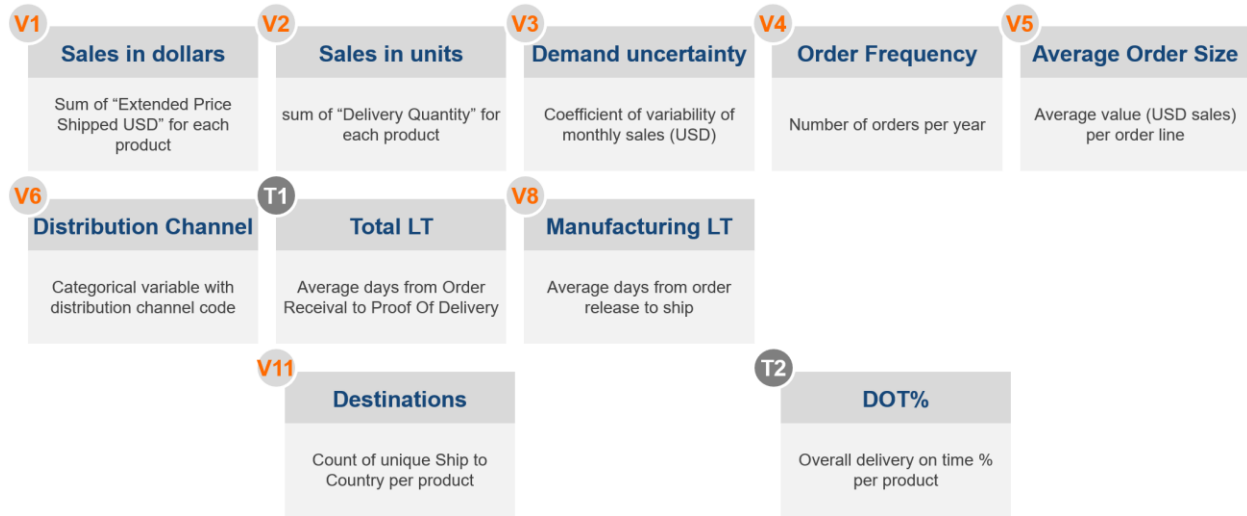 V1
Sales in dollars
Sum of “Extended Price
Shipped USD” for each
product
V2
Sales in units
sum of “Delivery Quantity” for
each product
V3
Demand uncertainty
Coefficient of variability of
monthly sales (USD)
V4
Order Frequency
Number of orders per year
V5
Average Order Size
Average value (USD sales)
per order line
V6
Distribution Channel
Categorical variable with
distribution channel code
T1
Total LT
Average days from Order
Receival to Proof Of Delivery
V8
Manufacturing LT
Average days from order
release to ship
V11
Destinations
Count of unique Ship to
Country per product
T2
DOT%
Overall delivery on time %
per product